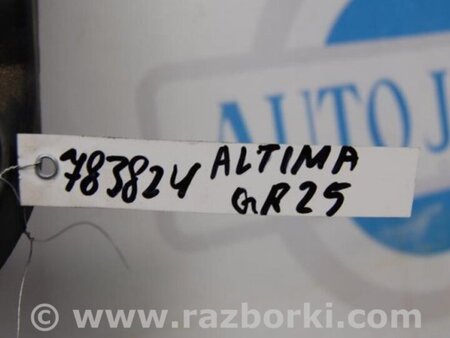 AUTO J
783824 ALTIMA
GR25
© www.razborki.com